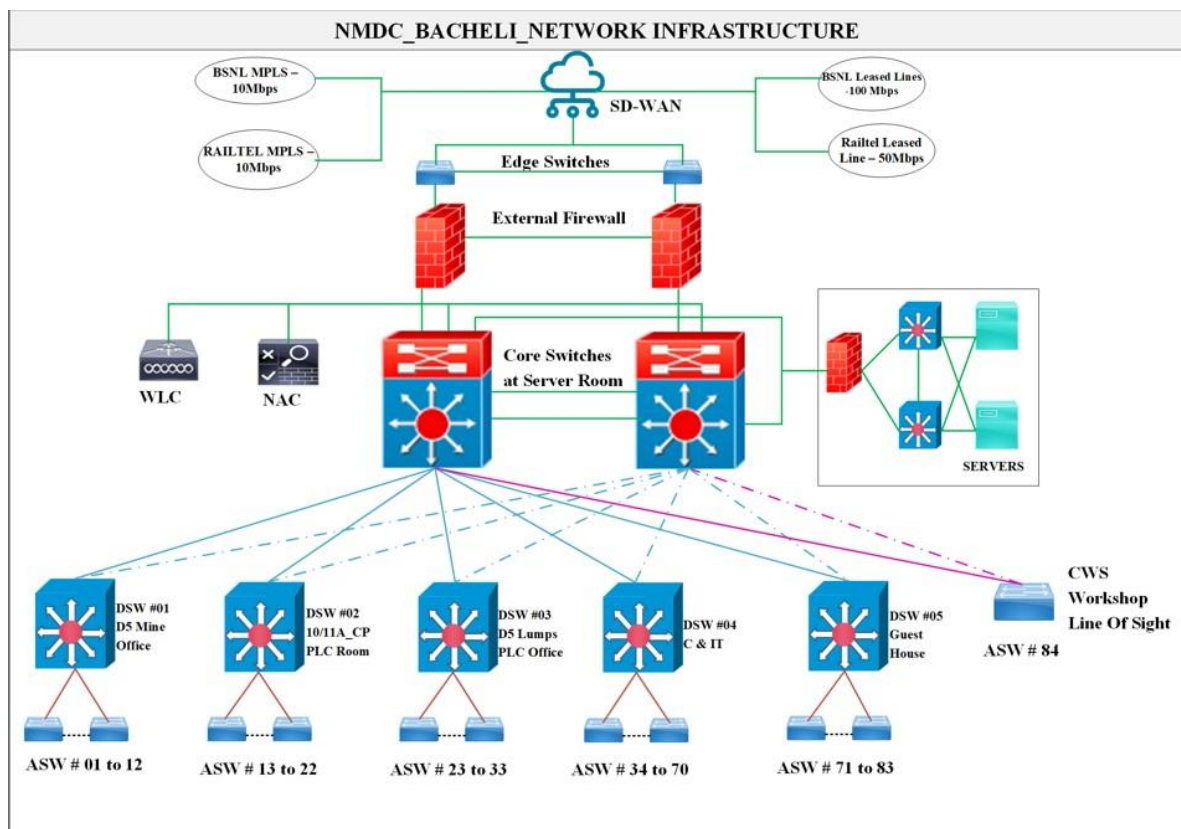 NMDC_BACHELI_NETWORK INFRASTRUCTURE
BSNL MPLS –
10Mbps
SD-WAN
BSNL Leased Lines
-100 Mbps
RAILTEL MPLS –
10Mbps
Railtel Leased
Line – 50Mbps
Edge Switches
External Firewall
WLC
NAC
Core Switches
at Server Room
SERVERS
DSW #01
D5 Mine
Office
DSW #02
10/11A_CP
PLC Room
DSW #03
D5 Lumps
PLC Office
DSW #04
C & IT
DSW #05
Guest
House
CWS
Workshop
Line Of Sight
ASW # 84
ASW # 01 to 12
ASW # 13 to 22
ASW # 23 to 33
ASW # 34 to 70
ASW # 71 to 83